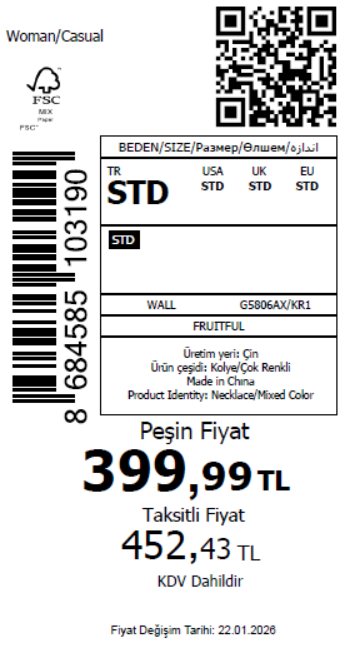 Woman/Casual
FSC
MIX
Paper
FSC™
8 684585 103190
BEDEN/SIZE/Размер/Өлшем/اندازه
TR USA UK EU
STD STD STD STD
STD
WALL G5806AX/KR1
FRUITFUL
Üretim yeri: Çin
Ürün çeşidi: Kolye/Çok Renkli
Made in China
Product Identity: Necklace/Mixed Color
Peşin Fiyat
399,99 TL
Taksitli Fiyat
452,43 TL
KDV Dahildir
Fiyat Değişim Tarihi: 22.01.2026